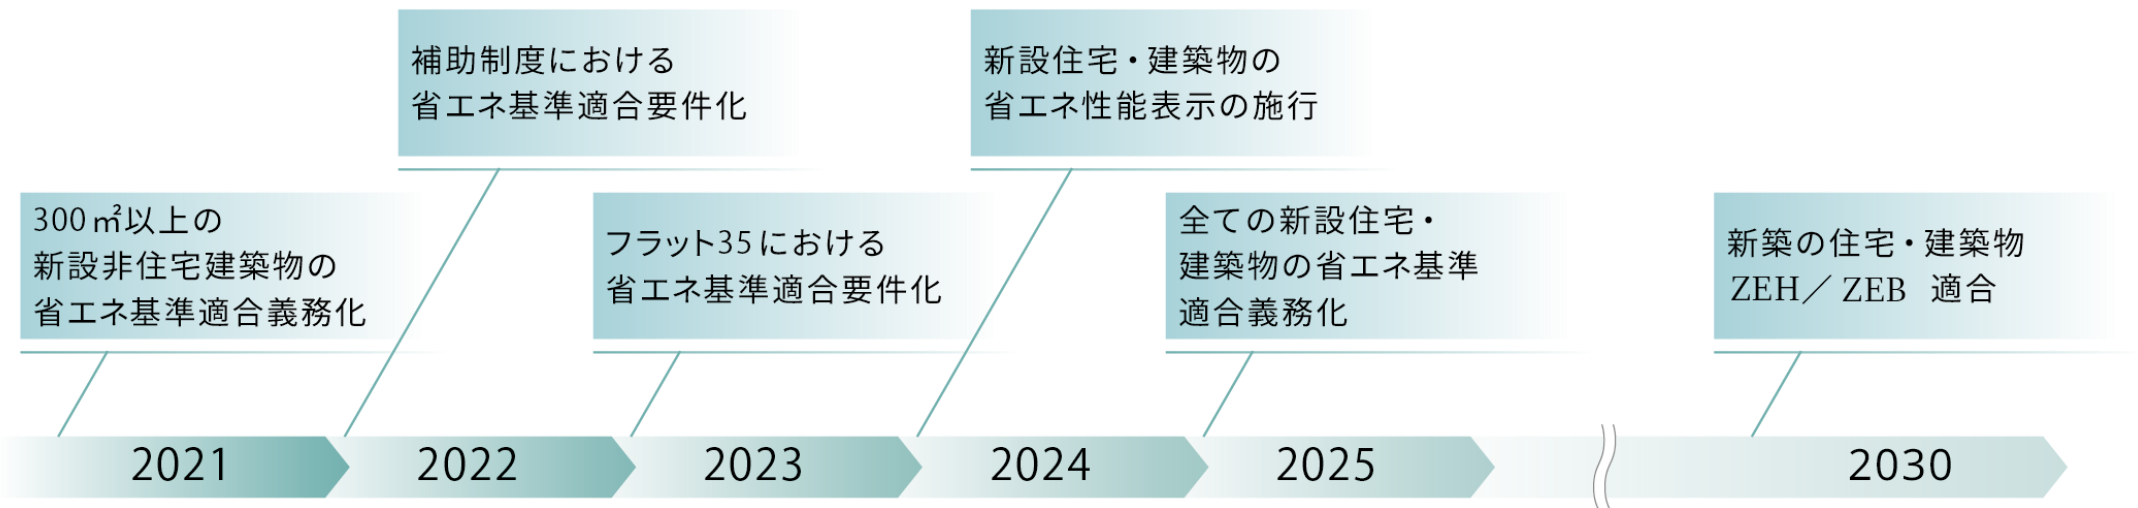 補助制度における
省エネ基準適合要件化
新設住宅・建築物の
省エネ性能表示の施行
300㎡以上の
新設非住宅建築物の
省エネ基準適合義務化
フラット35における
省エネ基準適合要件化
全ての新設住宅・
建築物の省エネ基準
適合義務化
新築の住宅・建築物
ZEH／ZEB 適合
2021
2022
2023
2024
2025
2030